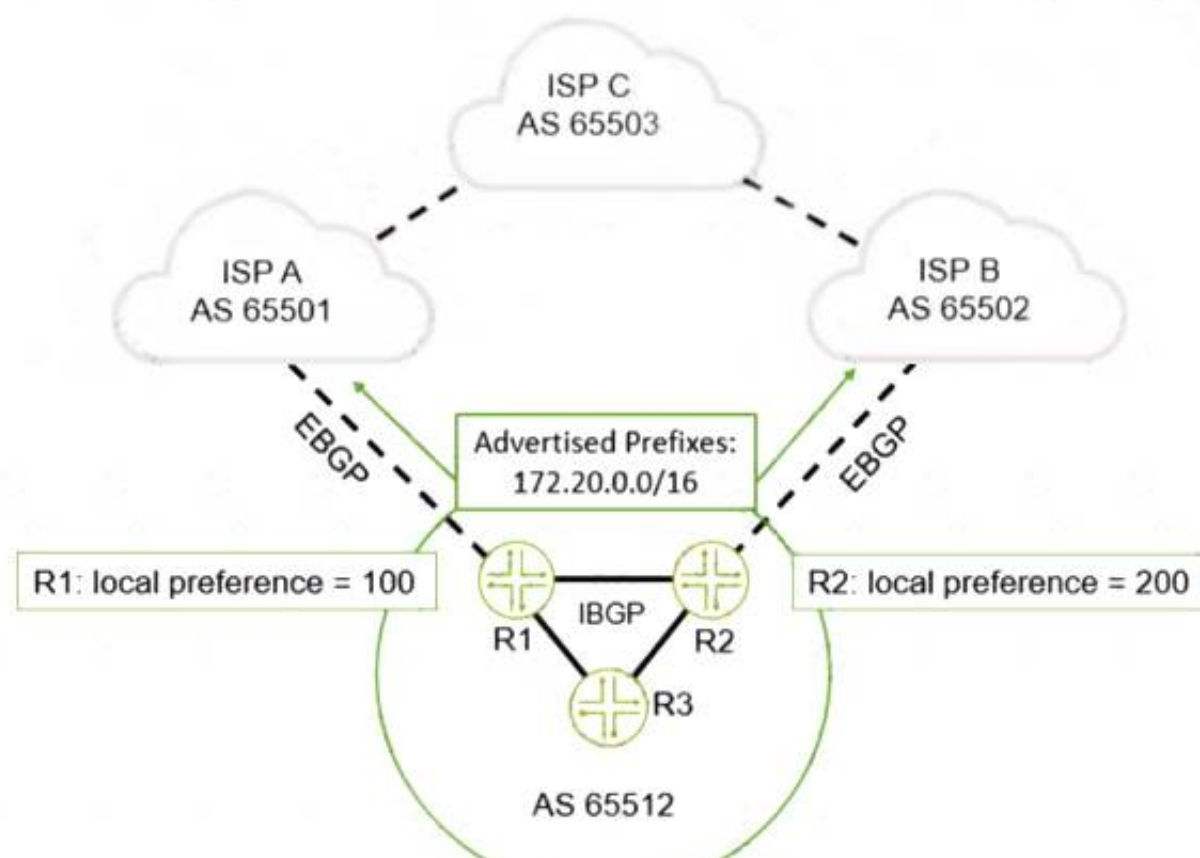 ISP C
AS 65503
ISP A
AS 65501
ISP B
AS 65502
EBGP
Advertised Prefixes:
172.20.0.0/16
EBGP
R1: local preference = 100
R2: local preference = 200
IBGP
R1
R2
R3
AS 65512